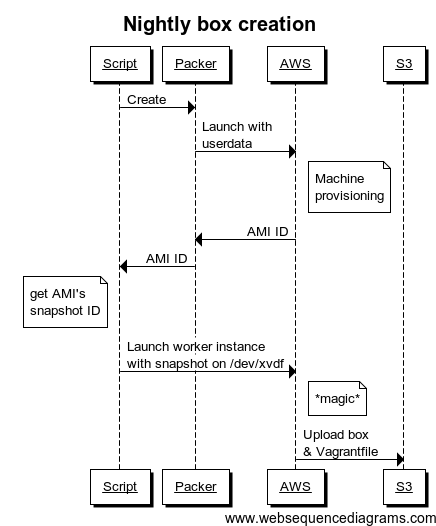 Nightly box creation
Script Packer AWS S3
Create
Launch with
userdata
Machine
provisioning
AMI ID
AMI ID
get AMI's
snapshot ID
Launch worker instance
with snapshot on /dev/xvdf
*magic*
Upload box
& Vagrantfile
Script Packer AWS S3
www.websequencediagrams.com